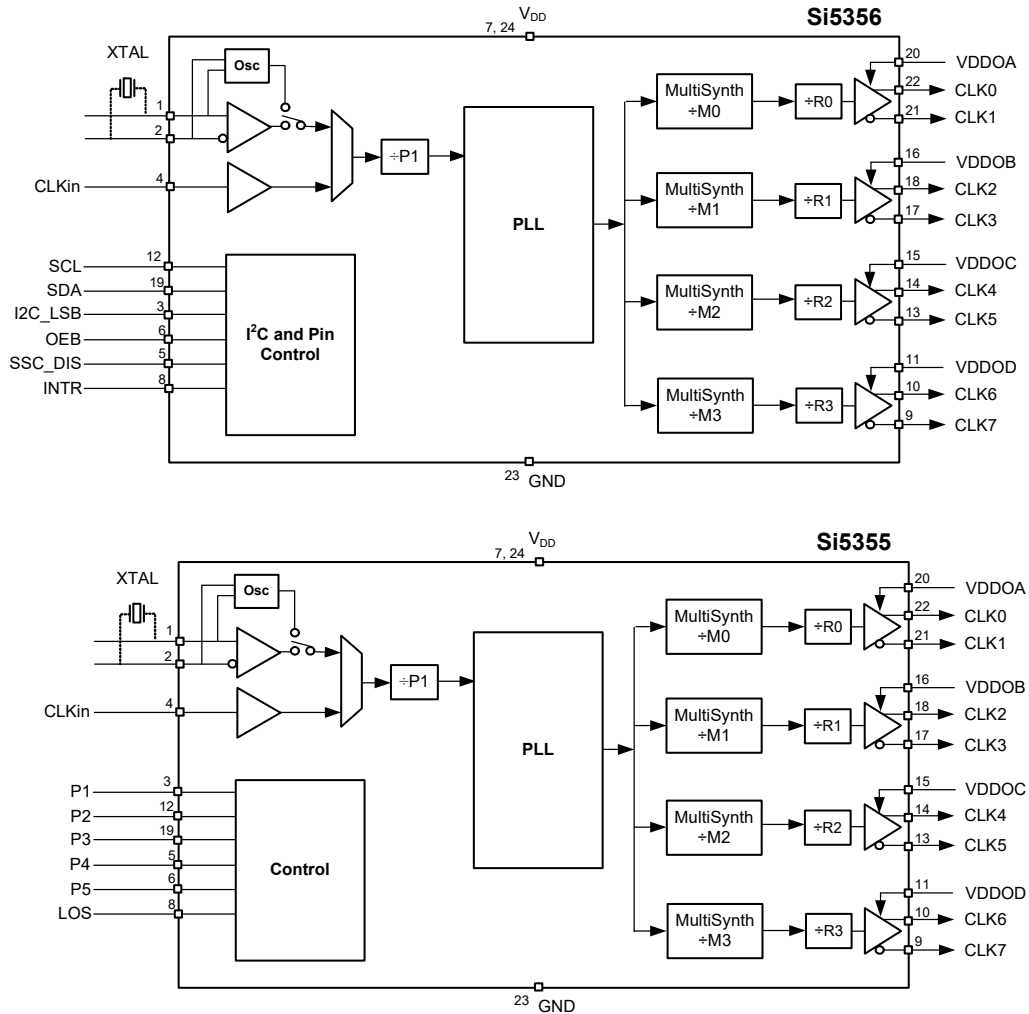 Si5356
V_DD
7, 24
XTAL
Osc
1
2
CLKin
4
÷P1
PLL
SCL
12
SDA
19
I2C_LSB
3
OEB
6
SSC_DIS
5
INTR
8
I²C and Pin
Control
MultiSynth
÷M0
÷R0
20
VDDOA
22
CLK0
21
CLK1
MultiSynth
÷M1
÷R1
16
VDDOB
18
CLK2
17
CLK3
MultiSynth
÷M2
÷R2
15
VDDOC
14
CLK4
13
CLK5
MultiSynth
÷M3
÷R3
11
VDDOD
10
CLK6
9
CLK7
23 GND
Si5355
V_DD
7, 24
XTAL
Osc
1
2
CLKin
4
÷P1
PLL
P1
3
P2
12
P3
19
P4
5
P5
6
LOS
8
Control
MultiSynth
÷M0
÷R0
20
VDDOA
22
CLK0
21
CLK1
MultiSynth
÷M1
÷R1
16
VDDOB
18
CLK2
17
CLK3
MultiSynth
÷M2
÷R2
15
VDDOC
14
CLK4
13
CLK5
MultiSynth
÷M3
÷R3
11
VDDOD
10
CLK6
9
CLK7
23 GND